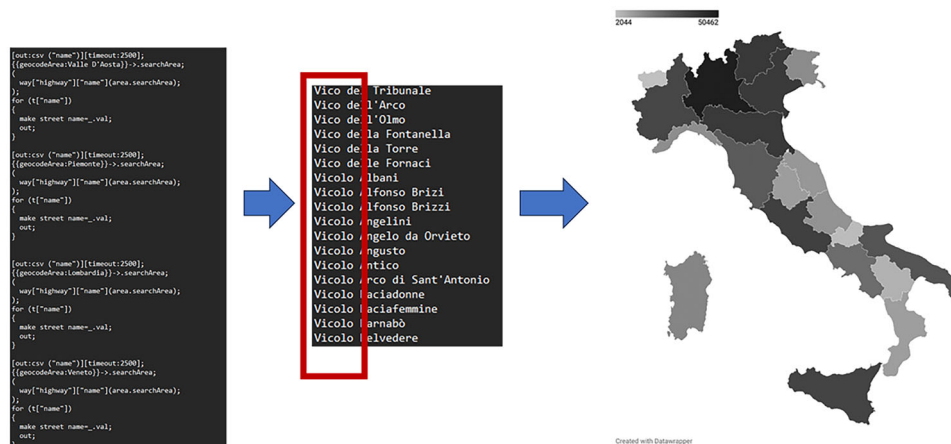 [out:csv ("name")][timeout:2500];
{{geocodeArea:Valle D'Aosta}}->.searchArea;
(
way["highway"]["name"](area.searchArea);
);
for (t["name"])
{
make street name=_.val;
out;
}
[out:csv ("name")][timeout:2500];
{{geocodeArea:Piemonte}}->.searchArea;
(
way["highway"]["name"](area.searchArea);
);
for (t["name"])
{
make street name=_.val;
out;
}
[out:csv ("name")][timeout:2500];
{{geocodeArea:Lombardia}}->.searchArea;
(
way["highway"]["name"](area.searchArea);
);
for (t["name"])
{
make street name=_.val;
out;
}
[out:csv ("name")][timeout:2500];
{{geocodeArea:Veneto}}->.searchArea;
(
way["highway"]["name"](area.searchArea);
);
for (t["name"])
{
make street name=_.val;
out;
Vico del Tribunale
Vico dell'Arco
Vico dell'Olmo
Vico della Fontanella
Vico della Torre
Vico delle Fornaci
Vicolo Albani
Vicolo Alfonso Brizi
Vicolo Alfonso Brizzi
Vicolo Angelini
Vicolo Angelo da Orvieto
Vicolo Angusto
Vicolo Antico
Vicolo Arco di Sant'Antonio
Vicolo Baciadonne
Vicolo Baciafemmine
Vicolo Barnabò
Vicolo Belvedere
2044 50462
Created with Datawrapper